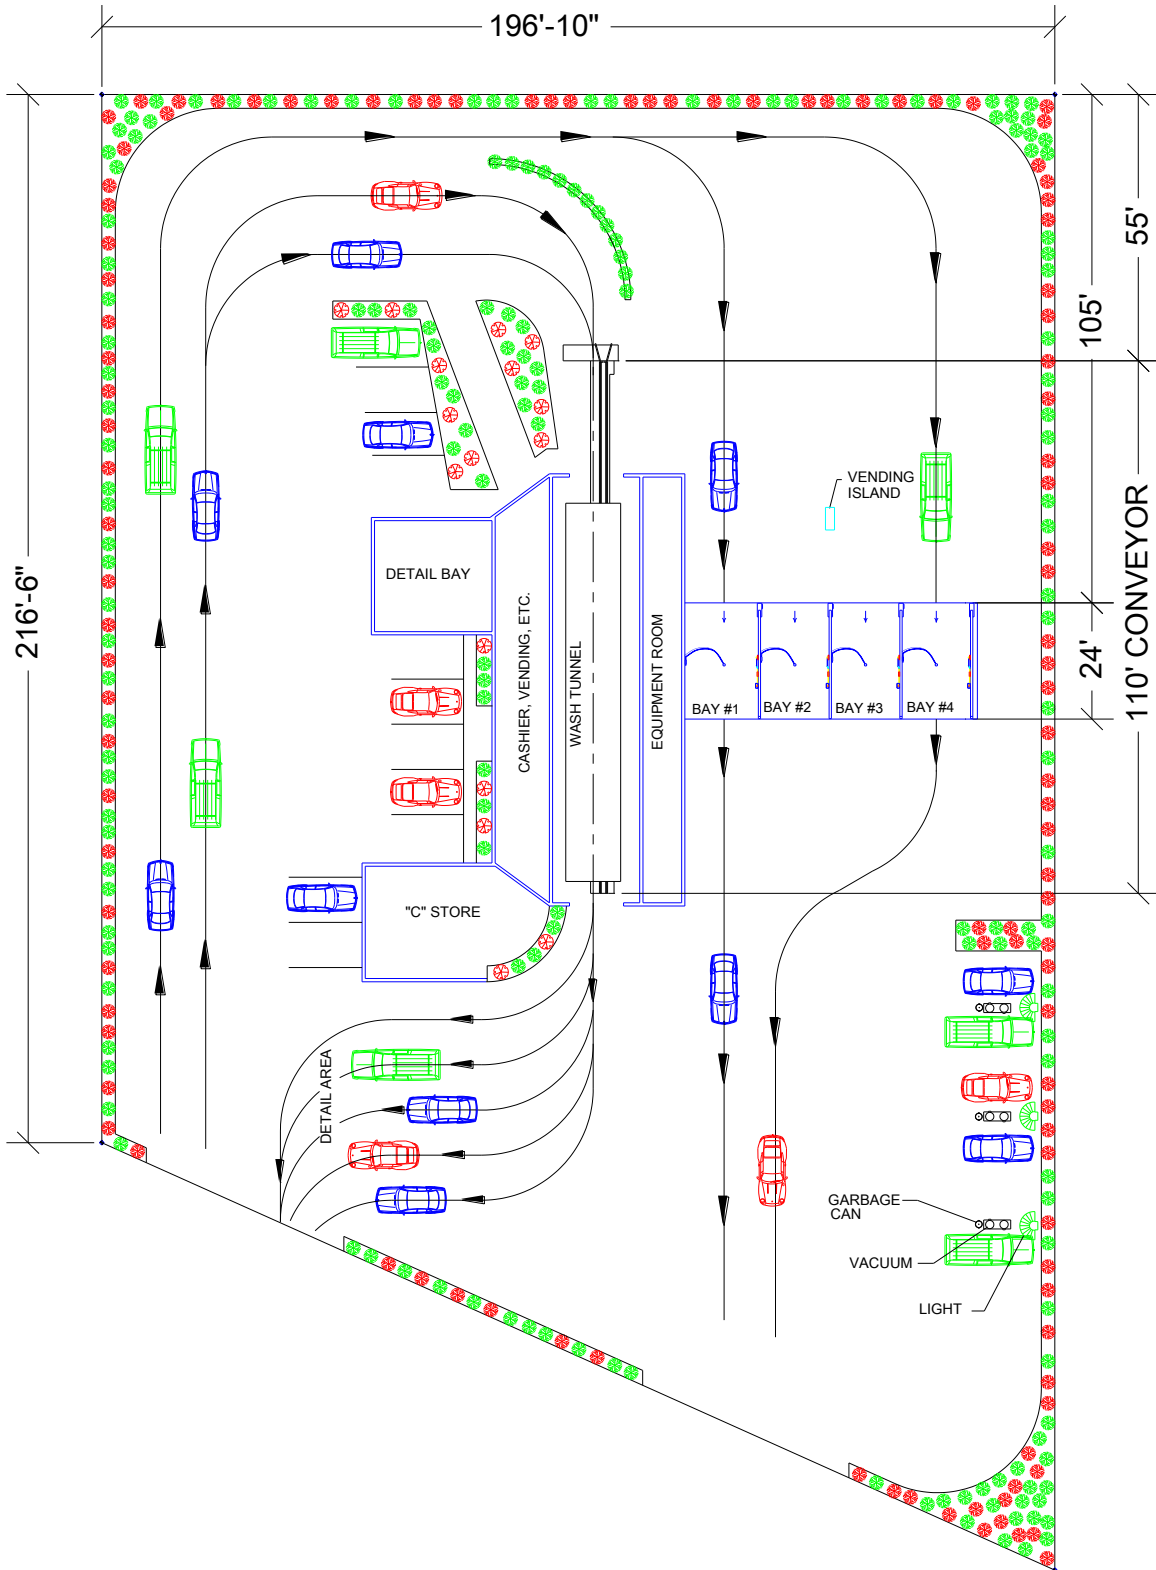 196'-10"
55'
105'
216'-6"
VENDING
ISLAND
110' CONVEYOR
DETAIL BAY
CASHIER, VENDING, ETC.
WASH TUNNEL
EQUIPMENT ROOM
24'
BAY #1
BAY #2
BAY #3
BAY #4
"C" STORE
DETAIL AREA
GARBAGE
CAN
VACUUM
LIGHT